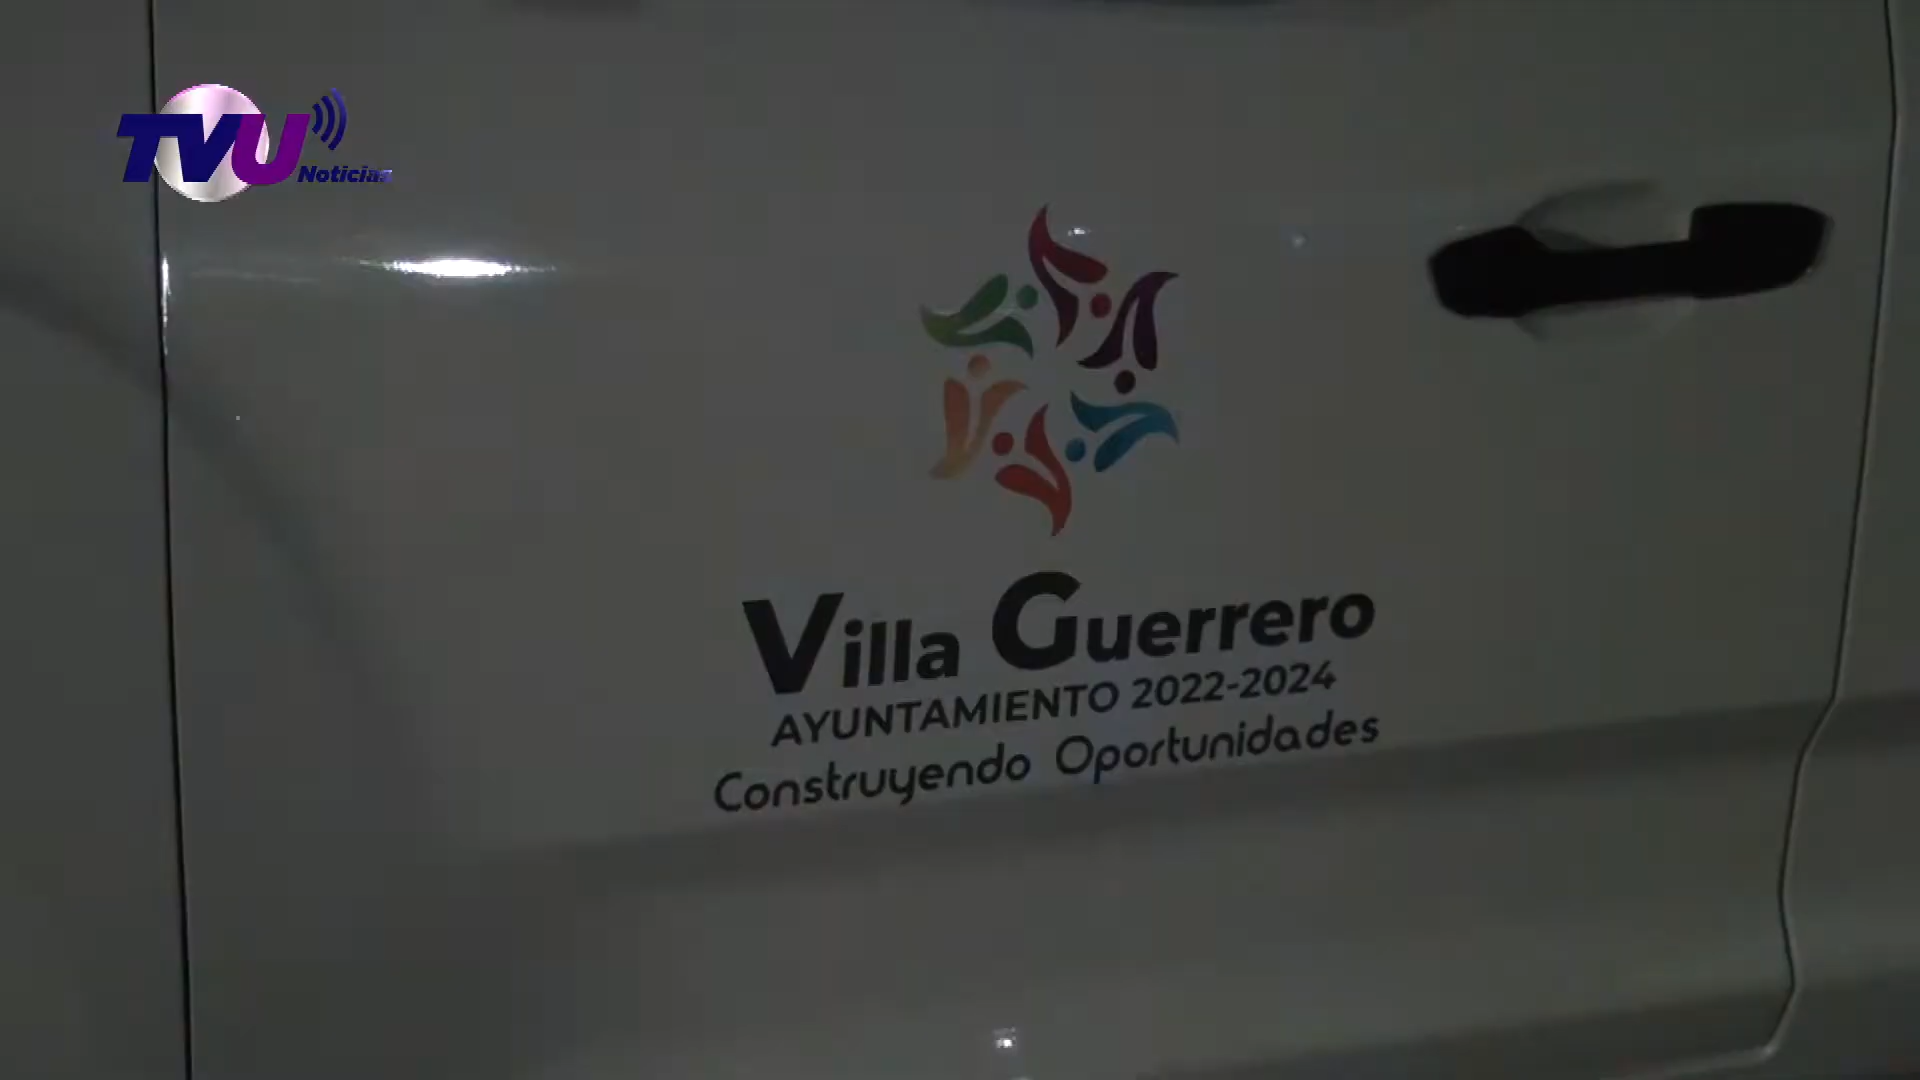 TVU
Noticias
Villa Guerrero
AYUNTAMIENTO 2022-2024
Construyendo Oportunidades